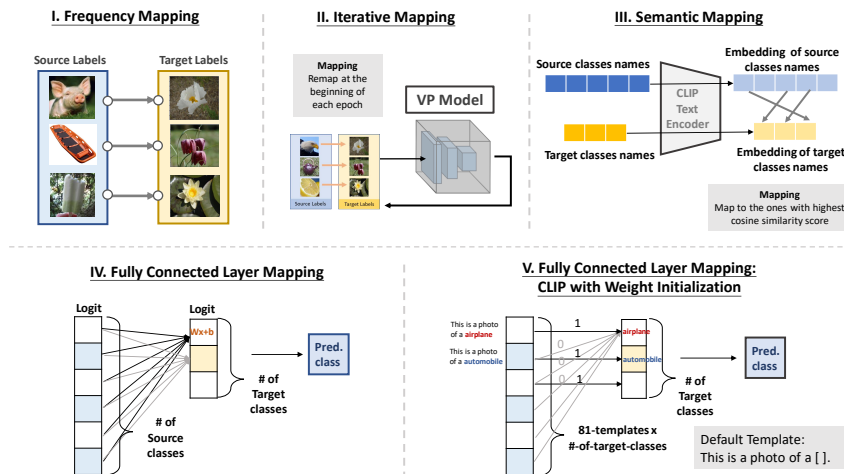 I. Frequency Mapping
Source Labels
Target Labels
II. Iterative Mapping
Mapping
Remap at the
beginning of
each epoch
VP Model
Source Labels
Target Labels
III. Semantic Mapping
Source classes names
CLIP
Text
Encoder
Embedding of source
classes names
Target classes names
Embedding of target
classes names
Mapping
Map to the ones with highest
cosine similarity score
IV. Fully Connected Layer Mapping
Logit
Logit
Wx+b
Pred.
class
# of
Target
classes
# of
Source
classes
V. Fully Connected Layer Mapping:
CLIP with Weight Initialization
This is a photo
of a airplane
1
airplane
0
This is a photo
of a automobile
1
automobile
0
0
1
Pred.
class
# of
Target
classes
81-templates x
#-of-target-classes
Default Template:
This is a photo of a [ ].